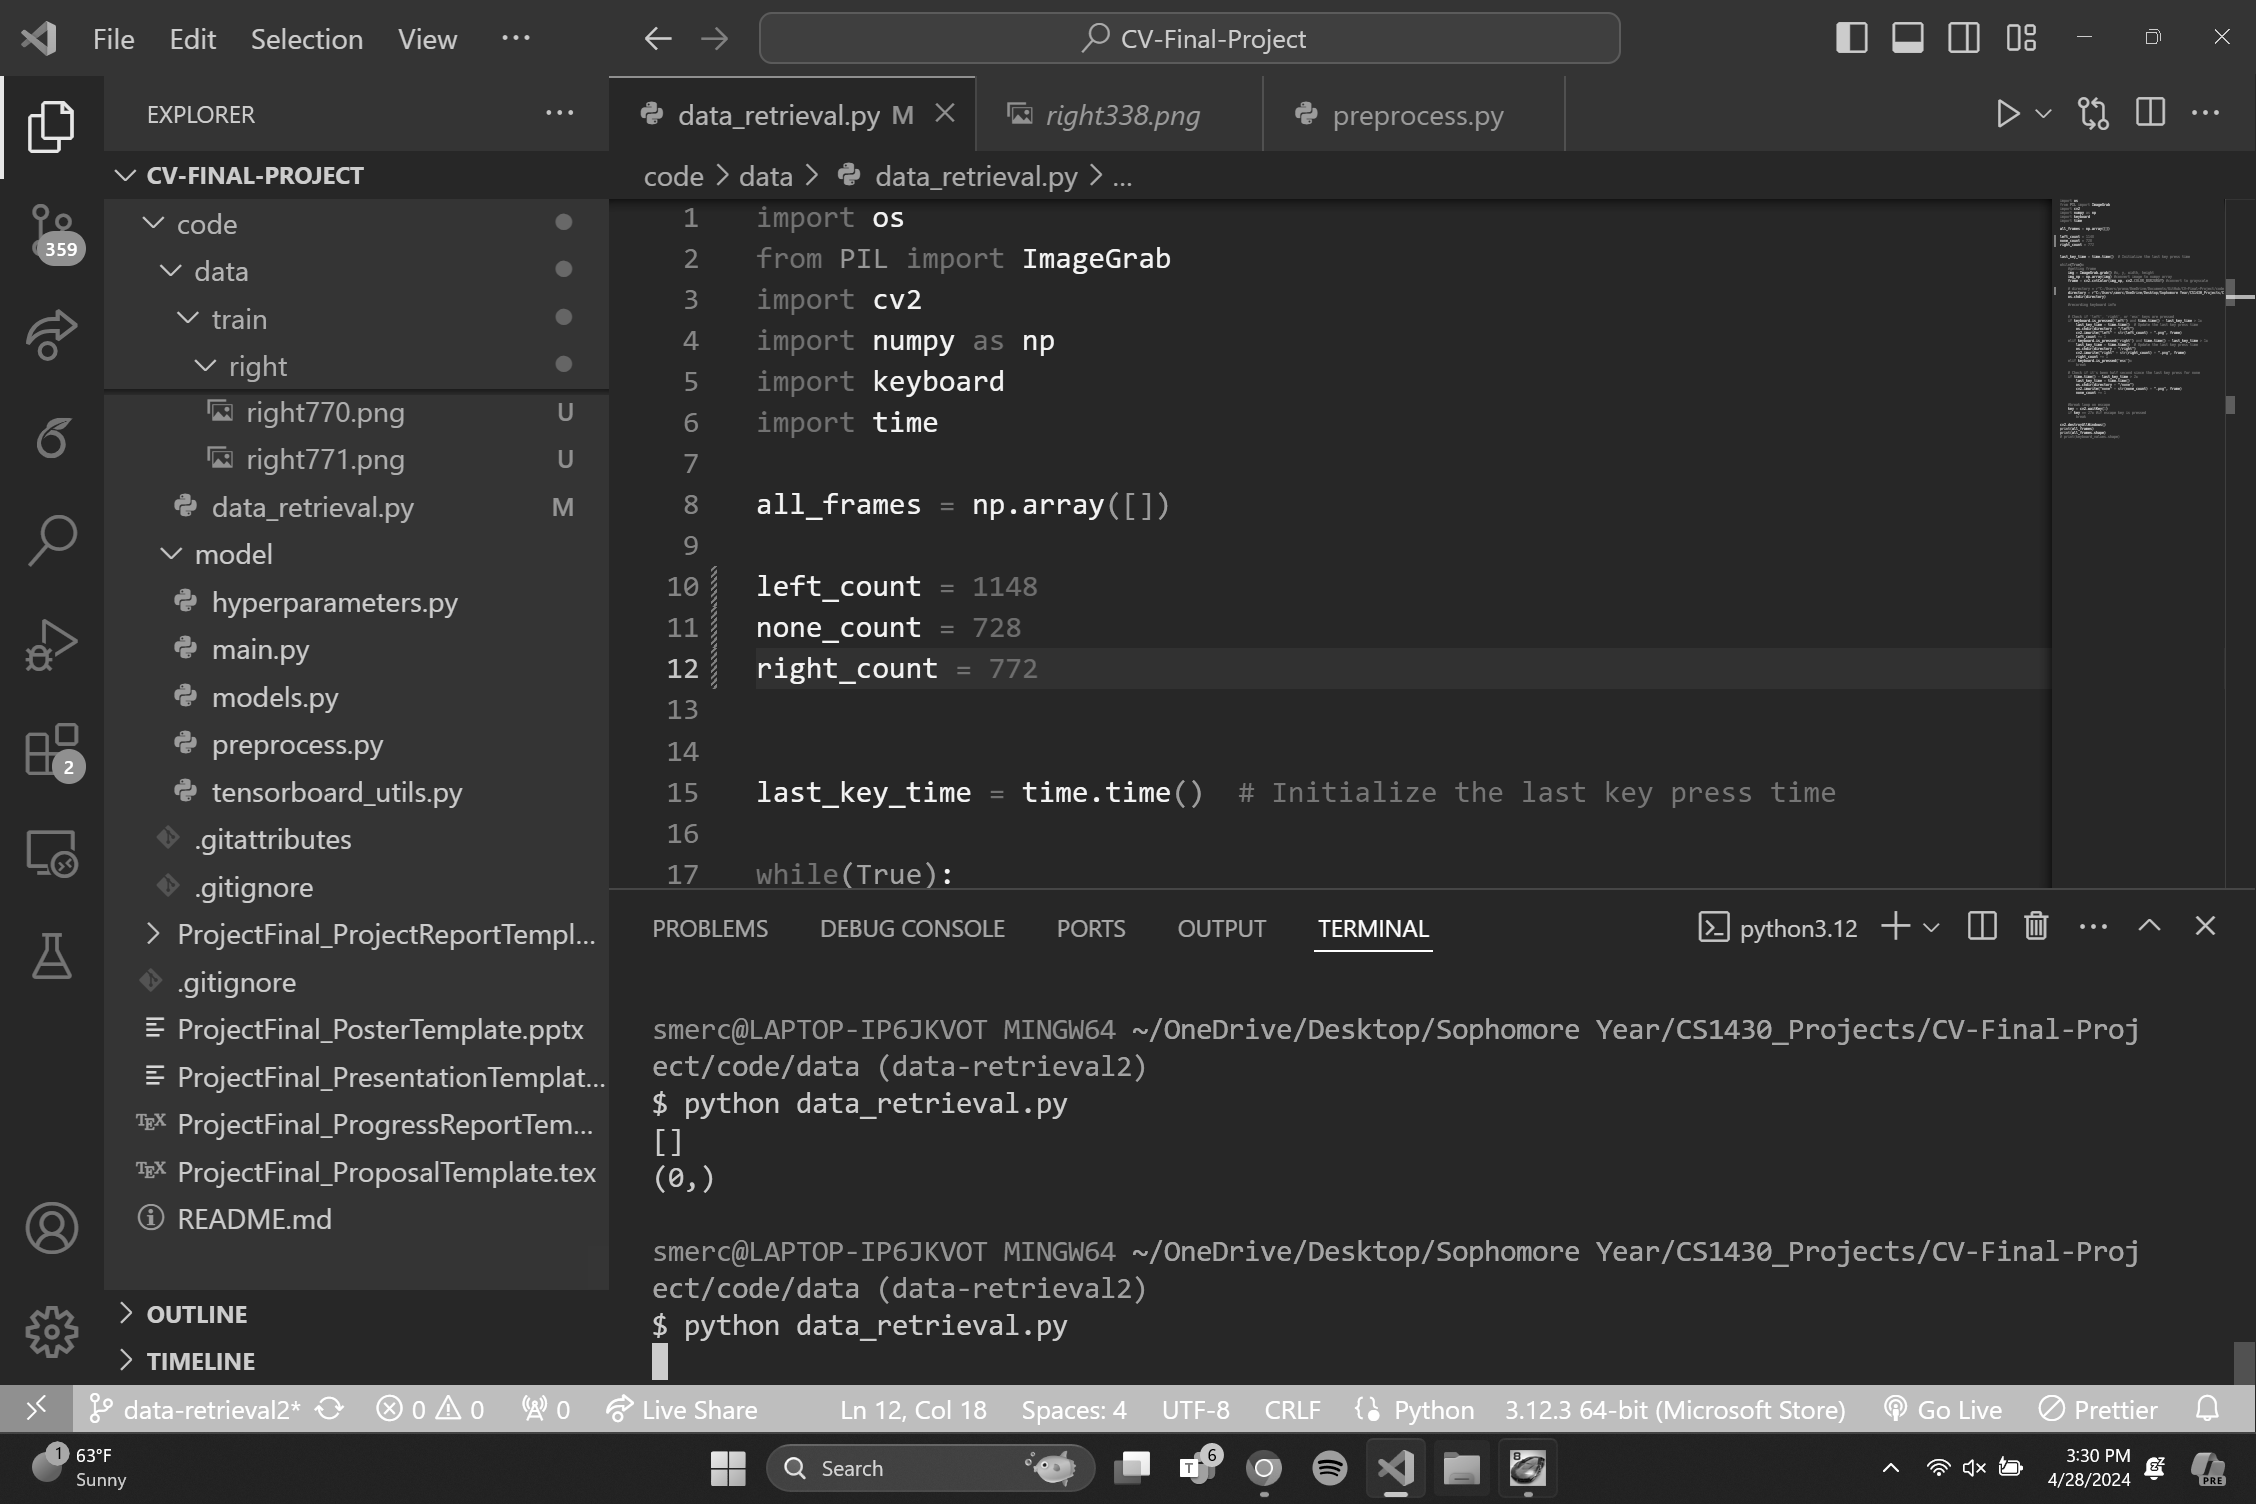 File Edit Selection View ...
CV-Final-Project
EXPLORER
CV-FINAL-PROJECT
code
data
train
right
right770.png U
right771.png U
data_retrieval.py M
model
hyperparameters.py
main.py
models.py
preprocess.py
tensorboard_utils.py
.gitattributes
.gitignore
ProjectFinal_ProjectReportTempl...
.gitignore
ProjectFinal_PosterTemplate.pptx
ProjectFinal_PresentationTemplat...
TEX ProjectFinal_ProgressReportTem...
TEX ProjectFinal_ProposalTemplate.tex
README.md
OUTLINE
TIMELINE
359
2
data_retrieval.py M
right338.png
preprocess.py
code > data > data_retrieval.py > ...
1 import os
2 from PIL import ImageGrab
3 import cv2
4 import numpy as np
5 import keyboard
6 import time
7
8 all_frames = np.array([])
9
10 left_count = 1148
11 none_count = 728
12 right_count = 772
13
14
15 last_key_time = time.time()  # Initialize the last key press time
16
17 while(True):
PROBLEMS DEBUG CONSOLE PORTS OUTPUT TERMINAL
python3.12
smerc@LAPTOP-IP6JKVOT MINGW64 ~/OneDrive/Desktop/Sophomore Year/CS1430_Projects/CV-Final-Proj
ect/code/data (data-retrieval2)
$ python data_retrieval.py
[]
(0,)
smerc@LAPTOP-IP6JKVOT MINGW64 ~/OneDrive/Desktop/Sophomore Year/CS1430_Projects/CV-Final-Proj
ect/code/data (data-retrieval2)
$ python data_retrieval.py
data-retrieval2* 0 0 0 Live Share Ln 12, Col 18 Spaces: 4 UTF-8 CRLF Python 3.12.3 64-bit (Microsoft Store) Go Live Prettier
1 63°F
Sunny
Search
6
3:30 PM
4/28/2024
PRE